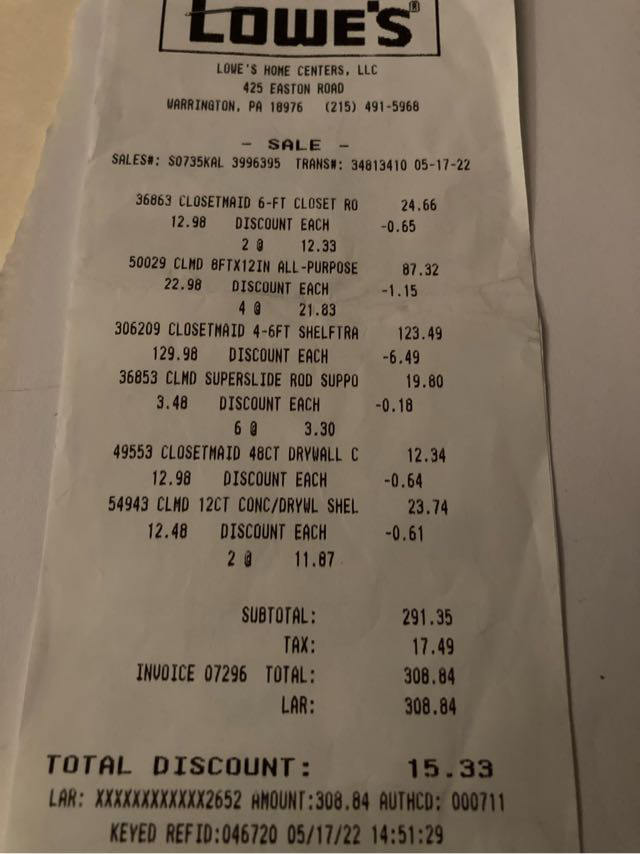 LOWE'S®
LOWE'S HOME CENTERS, LLC
425 EASTON ROAD
WARRINGTON, PA 18976 (215) 491-5968
- SALE -
SALES#: S0735KAL 3996395 TRANS#: 34813410 05-17-22
36863 CLOSETMAID 6-FT CLOSET RO 24.66
12.98 DISCOUNT EACH -0.65
2 @ 12.33
50029 CLMD 8FTX12IN ALL-PURPOSE 87.32
22.98 DISCOUNT EACH -1.15
4 @ 21.83
306209 CLOSETMAID 4-6FT SHELFTRA 123.49
129.98 DISCOUNT EACH -6.49
36853 CLMD SUPERSLIDE ROD SUPPO 19.80
3.48 DISCOUNT EACH -0.18
6 @ 3.30
49553 CLOSETMAID 48CT DRYWALL C 12.34
12.98 DISCOUNT EACH -0.64
54943 CLMD 12CT CONC/DRYWL SHEL 23.74
12.48 DISCOUNT EACH -0.61
2 @ 11.87
SUBTOTAL: 291.35
TAX: 17.49
INVOICE 07296 TOTAL: 308.84
LAR: 308.84
TOTAL DISCOUNT: 15.33
LAR: XXXXXXXXXXXX2652 AMOUNT:308.84 AUTHCD: 000711
KEYED REFID:046720 05/17/22 14:51:29